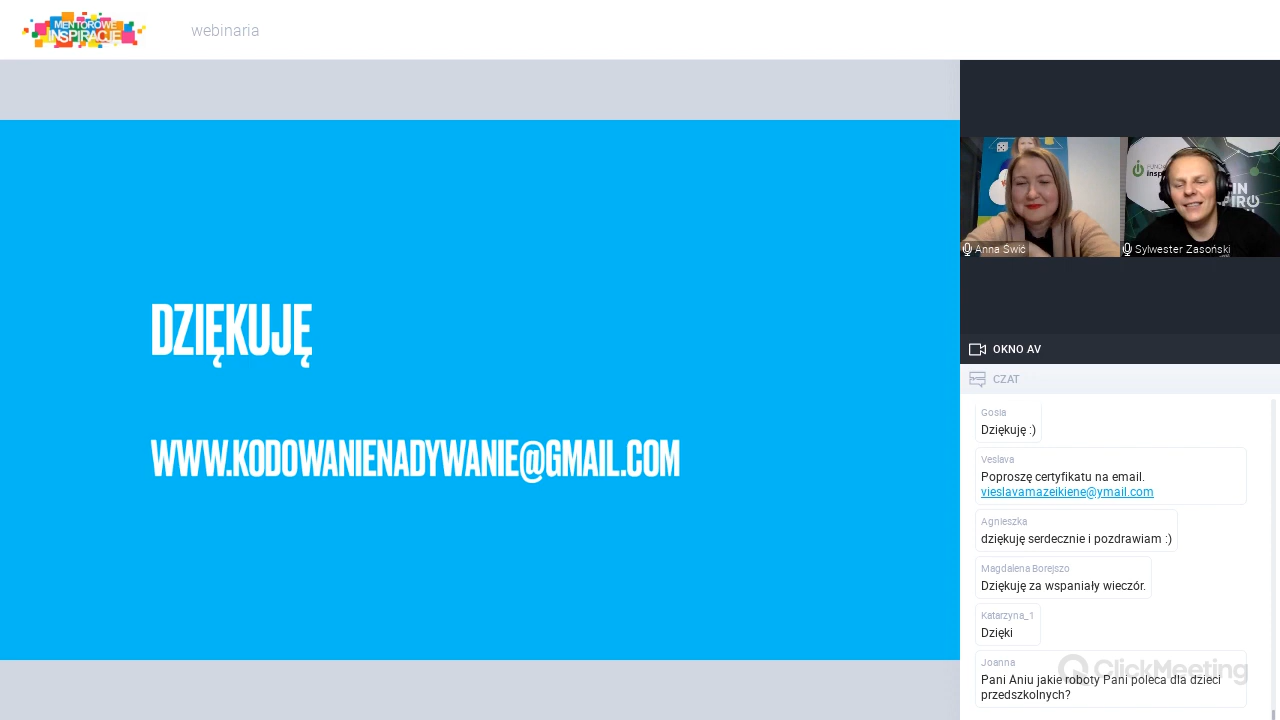 MENTOROWE
INSPIRACJE
webinaria
DZIĘKUJĘ
WWW.KODOWANIENADYWANIE@GMAIL.COM
Anna Świć
Sylwester Zasoński
OKNO AV
CZAT
Gosia
Dziękuję :)
Veslava
Poproszę certyfikatu na email.
vieslavamazeikiene@ymail.com
Agnieszka
dziękuję serdecznie i pozdrawiam :)
Magdalena Borejszo
Dziękuję za wspaniały wieczór.
Katarzyna_1
Dzięki
Joanna
Pani Aniu jakie roboty Pani poleca dla dzieci
przedszkolnych?
ClickMeeting